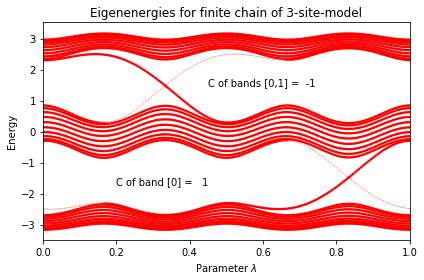 Eigenenergies for finite chain of 3-site-model
3
2
1
0
−1
−2
−3
Energy
C of bands [0,1] =  -1
C of band [0] =   1
0.0 0.2 0.4 0.6 0.8 1.0
Parameter λ